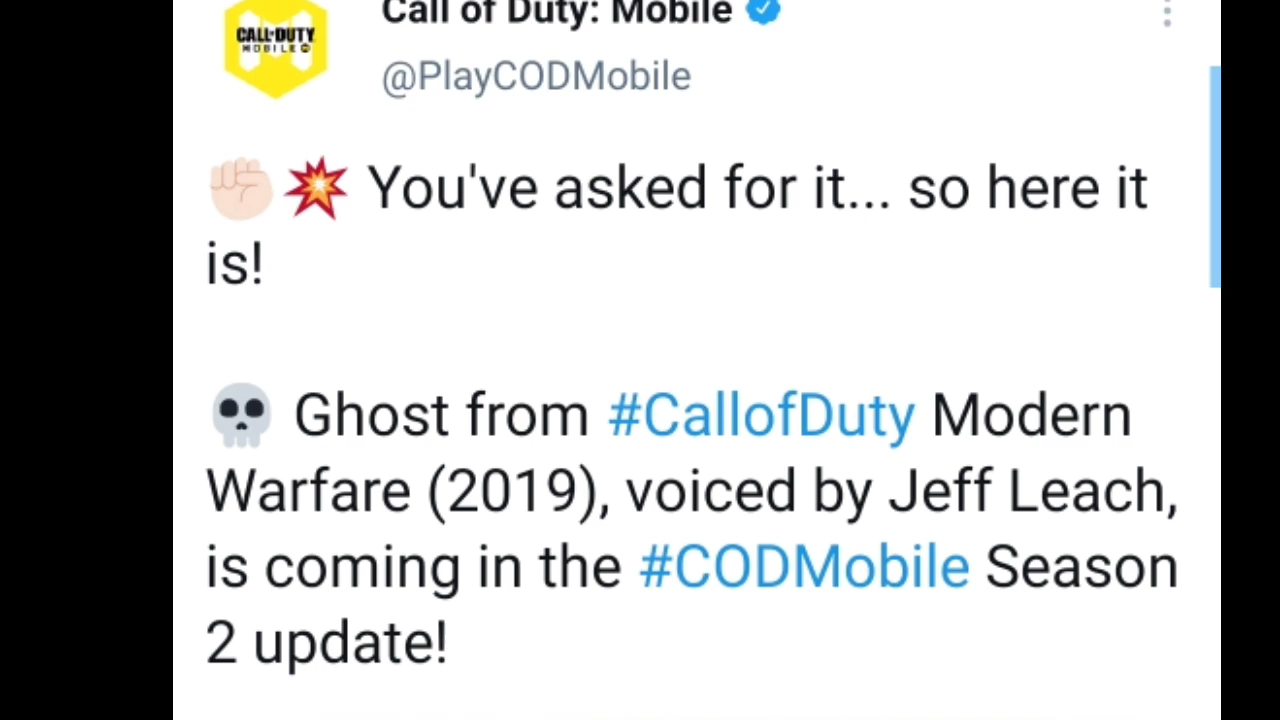 Call of Duty: Mobile
CALL OF DUTY
MOBILE
@PlayCODMobile
✊🏻💥 You've asked for it... so here it
is!
💀 Ghost from #CallofDuty Modern
Warfare (2019), voiced by Jeff Leach,
is coming in the #CODMobile Season
2 update!